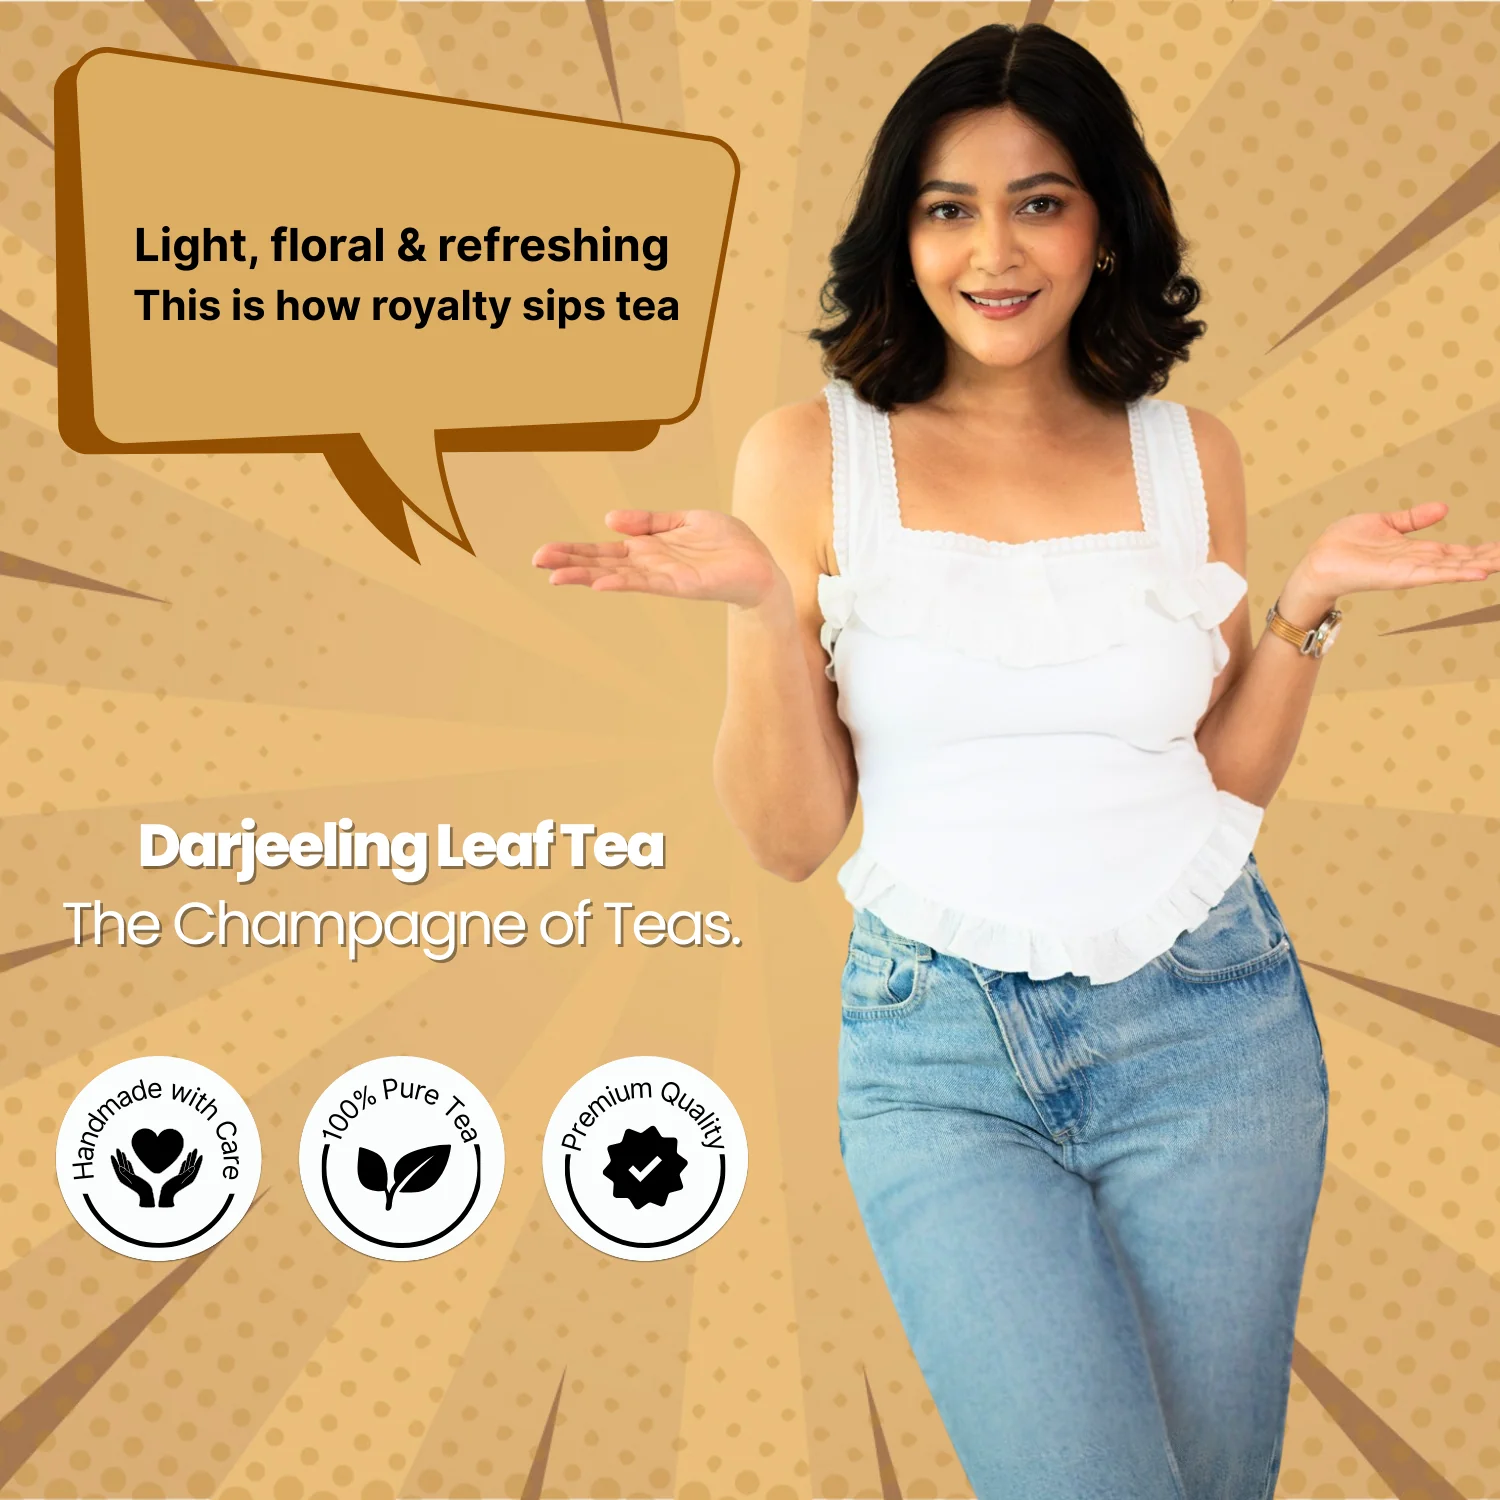 Light, floral & refreshing
This is how royalty sips tea
Darjeeling Leaf Tea
The Champagne of Teas.
Handmade with Care
100% Pure Tea
Premium Quality